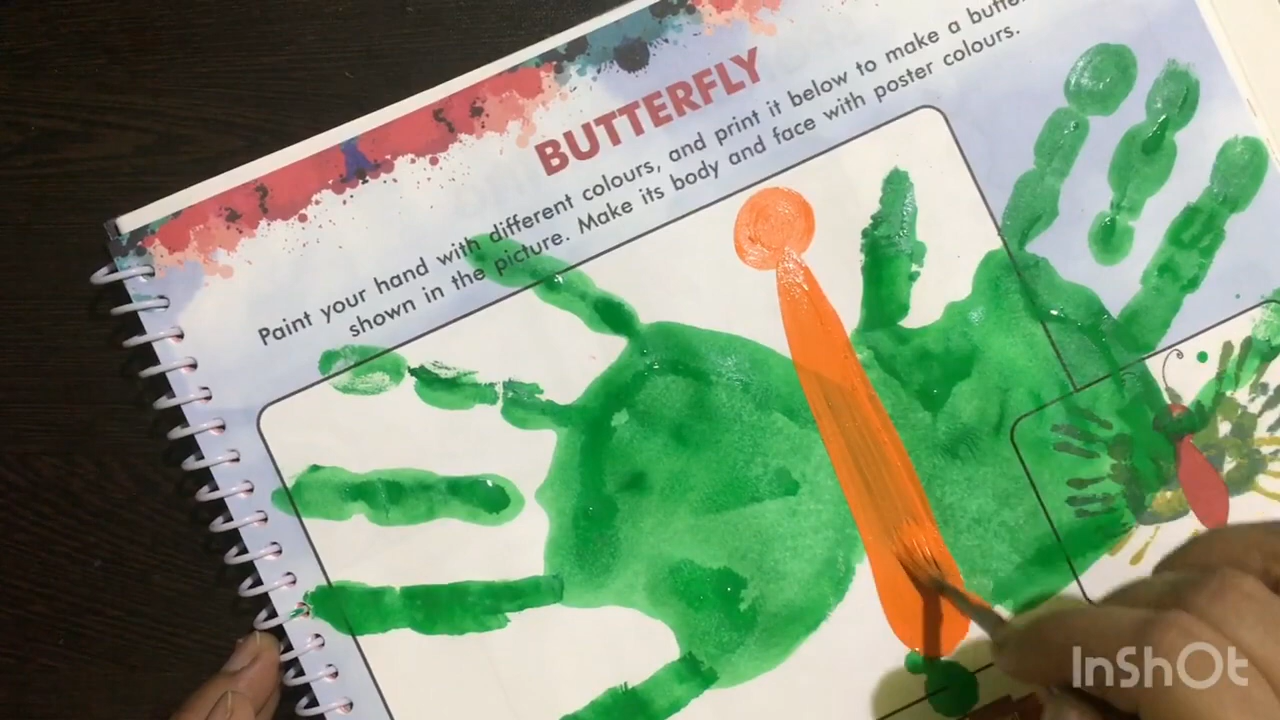 BUTTERFLY
Paint your hand with different colours, and print it below to make a
shown in the picture. Make its body and face with poster colours.
InShOt